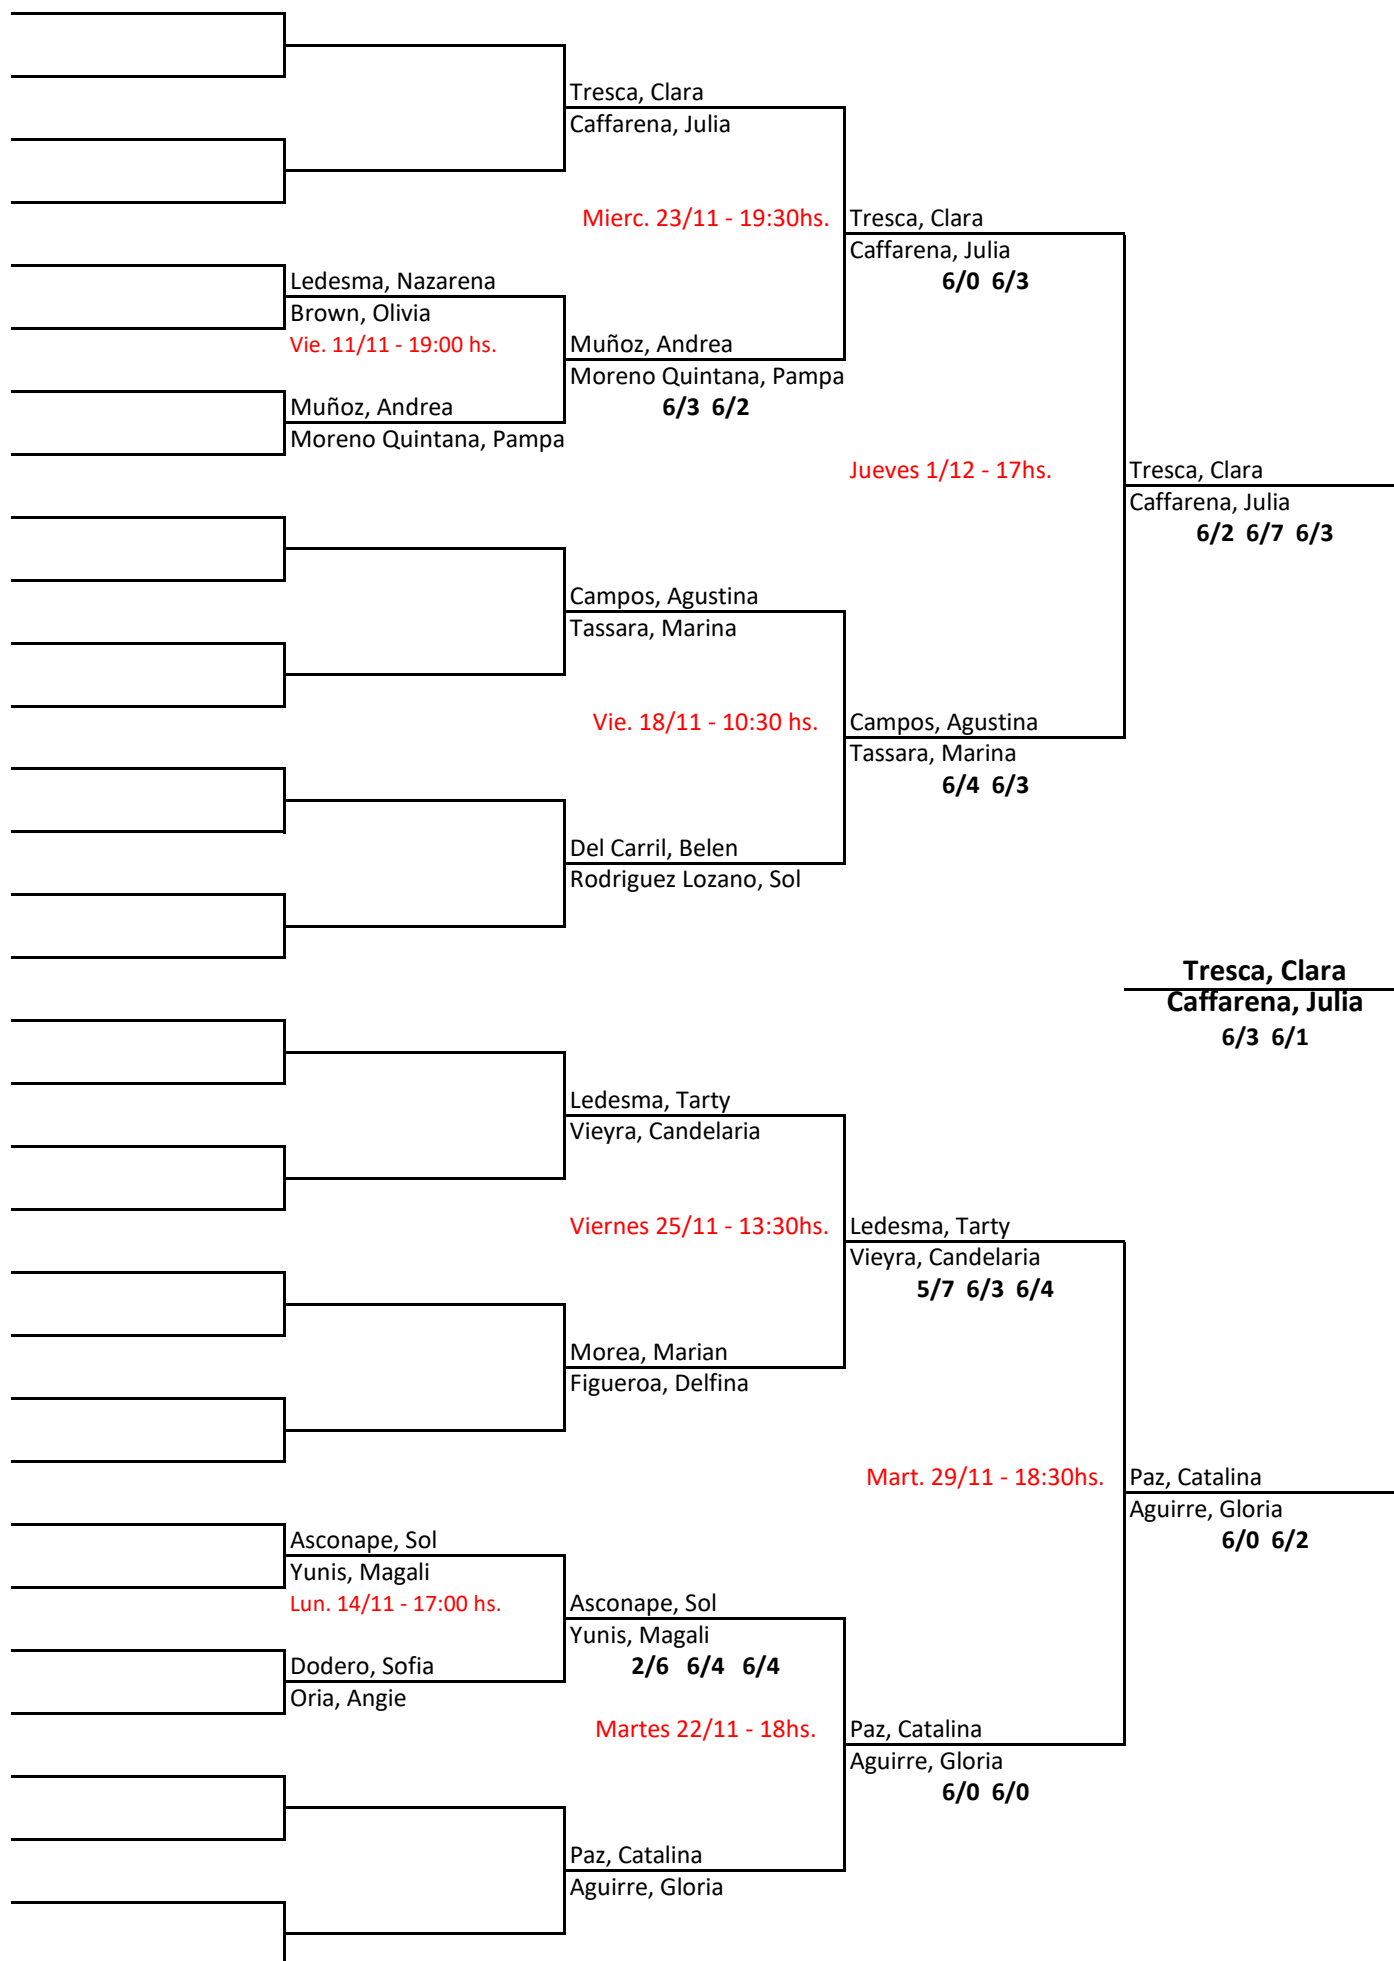 Tresca, Clara
Caffarena, Julia
Mierc. 23/11 - 19:30hs.
Tresca, Clara
Caffarena, Julia
6/0 6/3
Ledesma, Nazarena
Brown, Olivia
Vie. 11/11 - 19:00 hs.
Muñoz, Andrea
Moreno Quintana, Pampa
6/3 6/2
Muñoz, Andrea
Moreno Quintana, Pampa
Jueves 1/12 - 17hs.
Tresca, Clara
Caffarena, Julia
6/2 6/7 6/3
Campos, Agustina
Tassara, Marina
Vie. 18/11 - 10:30 hs.
Campos, Agustina
Tassara, Marina
6/4 6/3
Del Carril, Belen
Rodriguez Lozano, Sol
Tresca, Clara
Caffarena, Julia
6/3 6/1
Ledesma, Tarty
Vieyra, Candelaria
Viernes 25/11 - 13:30hs.
Ledesma, Tarty
Vieyra, Candelaria
5/7 6/3 6/4
Morea, Marian
Figueroa, Delfina
Mart. 29/11 - 18:30hs.
Paz, Catalina
Aguirre, Gloria
6/0 6/2
Asconape, Sol
Yunis, Magali
Lun. 14/11 - 17:00 hs.
Asconape, Sol
Yunis, Magali
2/6 6/4 6/4
Dodero, Sofia
Oria, Angie
Martes 22/11 - 18hs.
Paz, Catalina
Aguirre, Gloria
6/0 6/0
Paz, Catalina
Aguirre, Gloria